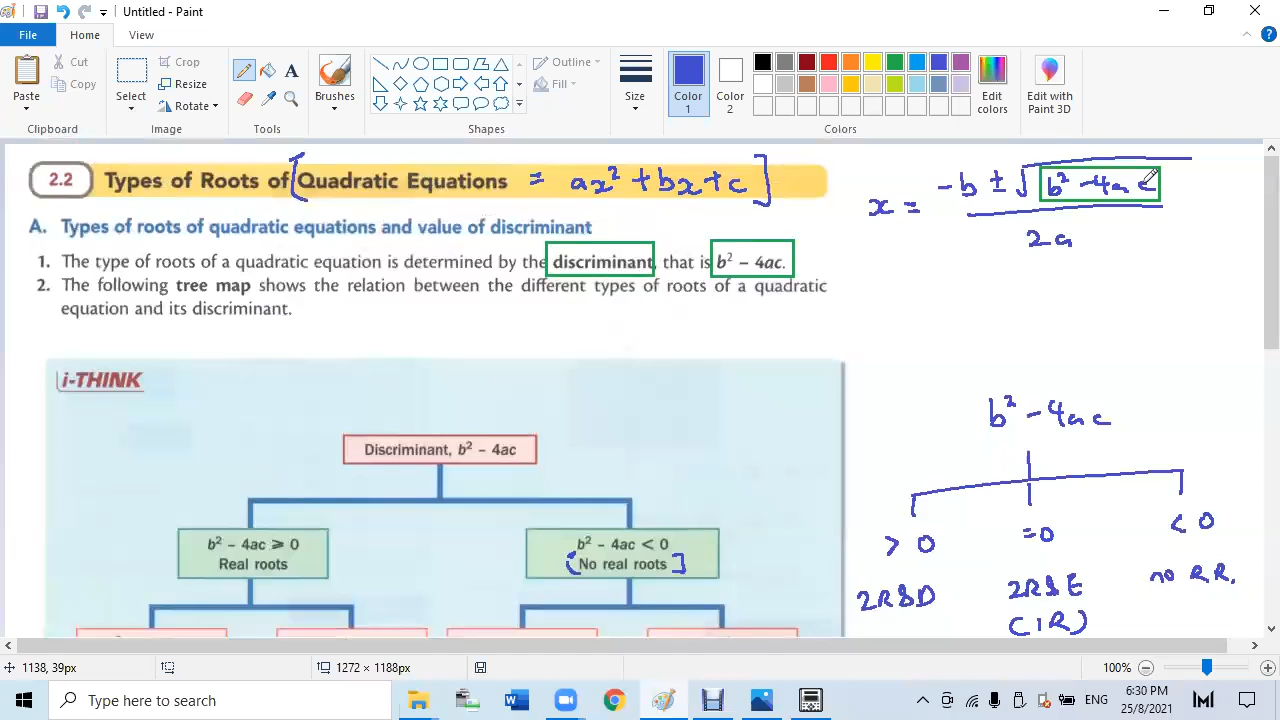 Untitled - Paint
File Home View
Paste
Cut
Copy
Select
Crop
Resize
Rotate
Brushes
Outline
Fill
Size
Color 1
Color 2
Edit colors
Edit with Paint 3D
Clipboard Image Tools Shapes Colors
2.2 Types of Roots of [Quadratic Equations = ax² + bx + c]
x = -b ± √b² - 4ac
2a
A. Types of roots of quadratic equations and value of discriminant
1. The type of roots of a quadratic equation is determined by the discriminant, that is b² – 4ac.
2. The following tree map shows the relation between the different types of roots of a quadratic
equation and its discriminant.
i-THINK
Discriminant, b² – 4ac
b² – 4ac ⩾ 0
Real roots
b² – 4ac < 0
(No real roots]
b² - 4ac
> 0 = 0 < 0
2R&D 2R&E no R.R.
(1R)
1138, 39px 1272 × 1188px 100%
Type here to search
ENG
6:30 PM
25/8/2021